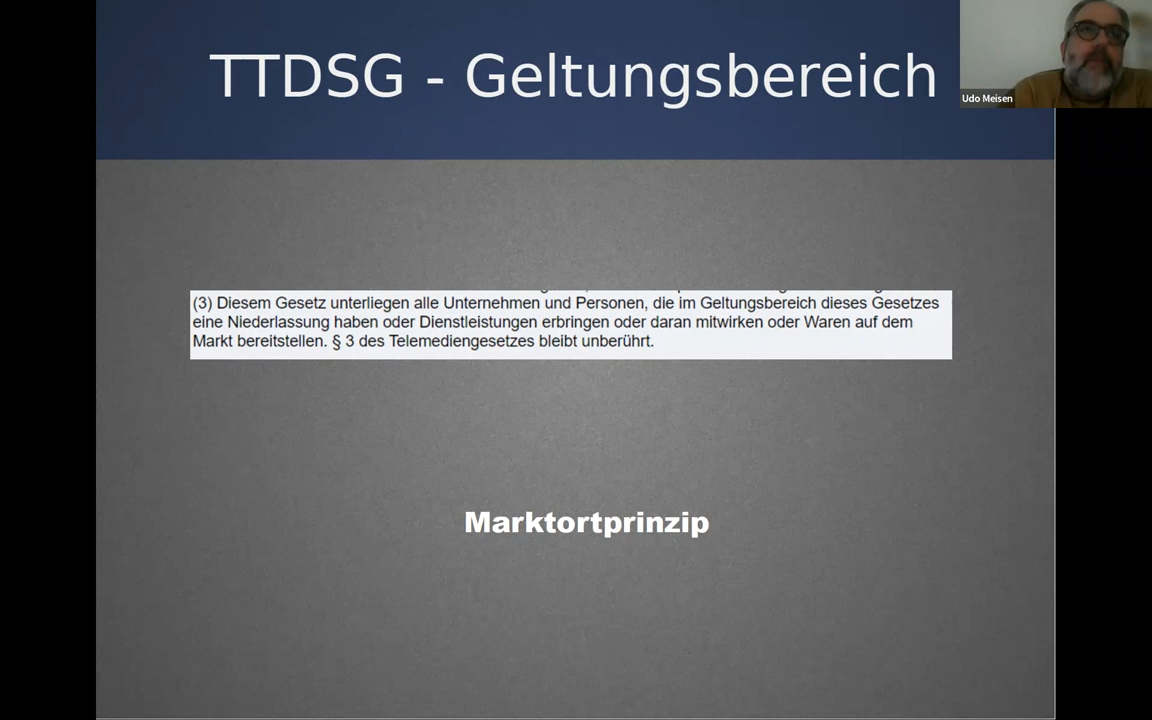 TTDSG - Geltungsbereich
Udo Meisen
(3) Diesem Gesetz unterliegen alle Unternehmen und Personen, die im Geltungsbereich dieses Gesetzes
eine Niederlassung haben oder Dienstleistungen erbringen oder daran mitwirken oder Waren auf dem
Markt bereitstellen. § 3 des Telemediengesetzes bleibt unberührt.
Marktortprinzip